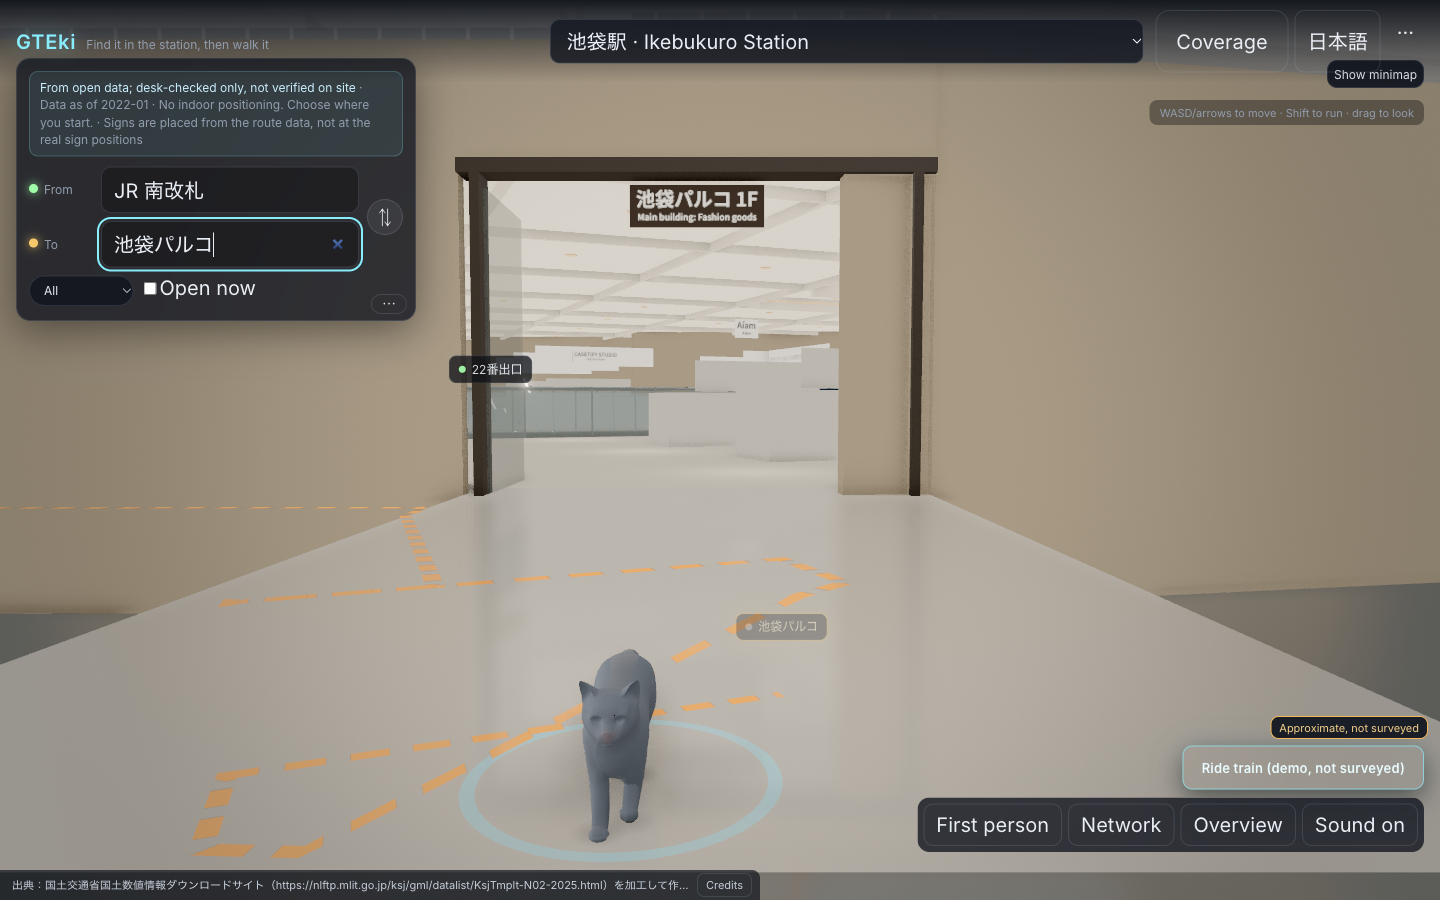 GTEki Find it in the station, then walk it
池袋駅 · Ikebukuro Station
Coverage
日本語
...
Show minimap
From open data; desk-checked only, not verified on site ·
Data as of 2022-01 · No indoor positioning. Choose where
you start. · Signs are placed from the route data, not at the
real sign positions
WASD/arrows to move · Shift to run · drag to look
From JR 南改札
To 池袋パルコ
All
Open now
...
池袋パルコ 1F
Main building: Fashion goods
Aiam
CASETiFY STUDIO
22番出口
池袋パルコ
Approximate, not surveyed
Ride train (demo, not surveyed)
First person
Network
Overview
Sound on
出典：国土交通省国土数値情報ダウンロードサイト（https://nlftp.mlit.go.jp/ksj/gml/datalist/KsjTmplt-N02-2025.html）を加工して作...
Credits